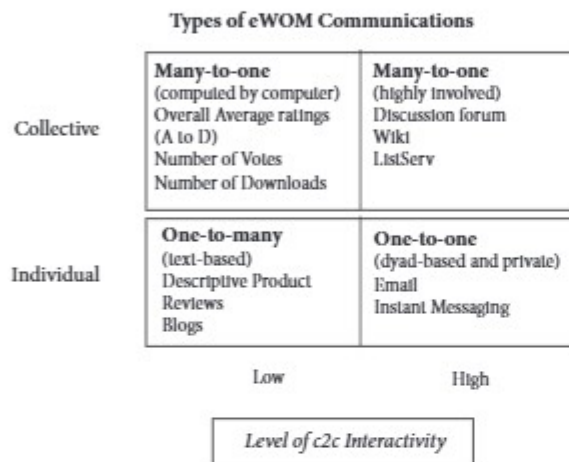 Types of eWOM Communications
Many-to-one
(computed by computer)
Overall Average ratings
(A to D)
Number of Votes
Number of Downloads
Many-to-one
(highly involved)
Discussion forum
Wiki
ListServ
Collective
One-to-many
(text-based)
Descriptive Product
Reviews
Blogs
One-to-one
(dyad-based and private)
Email
Instant Messaging
Individual
Low
High
Level of c2c Interactivity